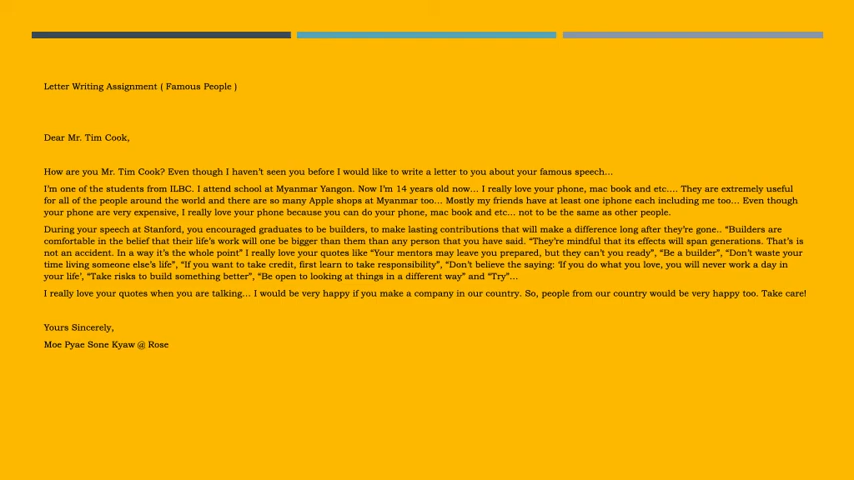 Letter Writing Assignment ( Famous People )
Dear Mr. Tim Cook,
How are you Mr. Tim Cook? Even though I haven't seen you before I would like to write a letter to you about your famous speech…
I'm one of the students from ILBC. I attend school at Myanmar Yangon. Now I'm 14 years old now… I really love your phone, mac book and etc…. They are extremely useful
for all of the people around the world and there are so many Apple shops at Myanmar too… Mostly my friends have at least one iphone each including me too… Even though
your phone are very expensive, I really love your phone because you can do your phone, mac book and etc… not to be the same as other people.
During your speech at Stanford, you encouraged graduates to be builders, to make lasting contributions that will make a difference long after they're gone.. "Builders are
comfortable in the belief that their life's work will one be bigger than them than any person that you have said. "They're mindful that its effects will span generations. That's is
not an accident. In a way it's the whole point" I really love your quotes like "Your mentors may leave you prepared, but they can't you ready", "Be a builder", "Don't waste your
time living someone else's life", "If you want to take credit, first learn to take responsibility", "Don't believe the saying: 'If you do what you love, you will never work a day in
your life', "Take risks to build something better", "Be open to looking at things in a different way" and "Try"…
I really love your quotes when you are talking… I would be very happy if you make a company in our country. So, people from our country would be very happy too. Take care!
Yours Sincerely,
Moe Pyae Sone Kyaw @ Rose